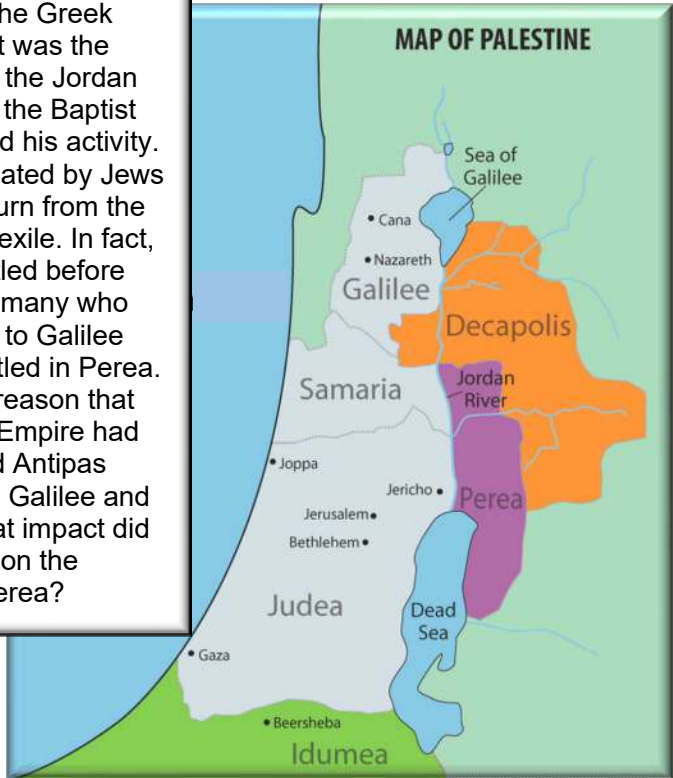 he Greek
t was the
the Jordan
the Baptist
d his activity.
ated by Jews
urn from the
exile. In fact,
led before
many who
to Galilee
tled in Perea.
reason that
Empire had
d Antipas
Galilee and
at impact did
on the
erea?
MAP OF PALESTINE
Sea of
Galilee
Cana
Nazareth
Galilee
Decapolis
Samaria
Jordan
River
Joppa
Jericho
Perea
Jerusalem
Bethlehem
Judea
Dead
Sea
Gaza
Beersheba
Idumea